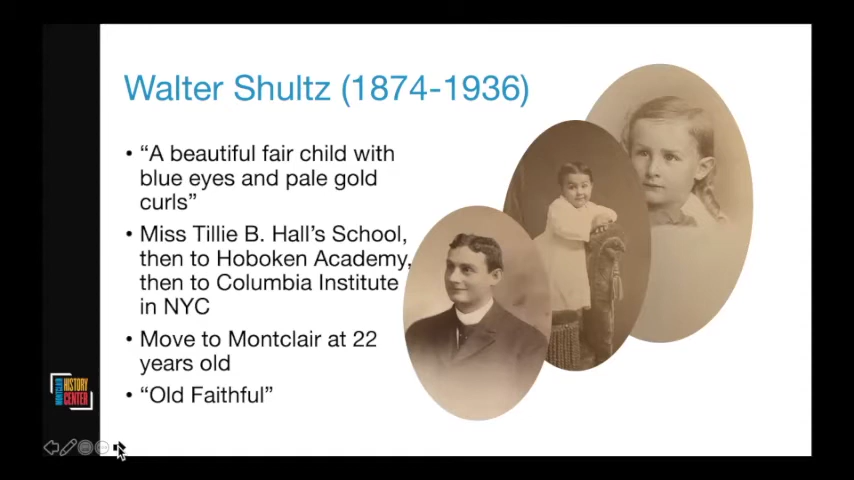 Walter Shultz (1874-1936)
• “A beautiful fair child with
blue eyes and pale gold
curls”
• Miss Tillie B. Hall’s School,
then to Hoboken Academy,
then to Columbia Institute
in NYC
• Move to Montclair at 22
years old
• “Old Faithful”
MONTCLAIR
HISTORY
CENTER